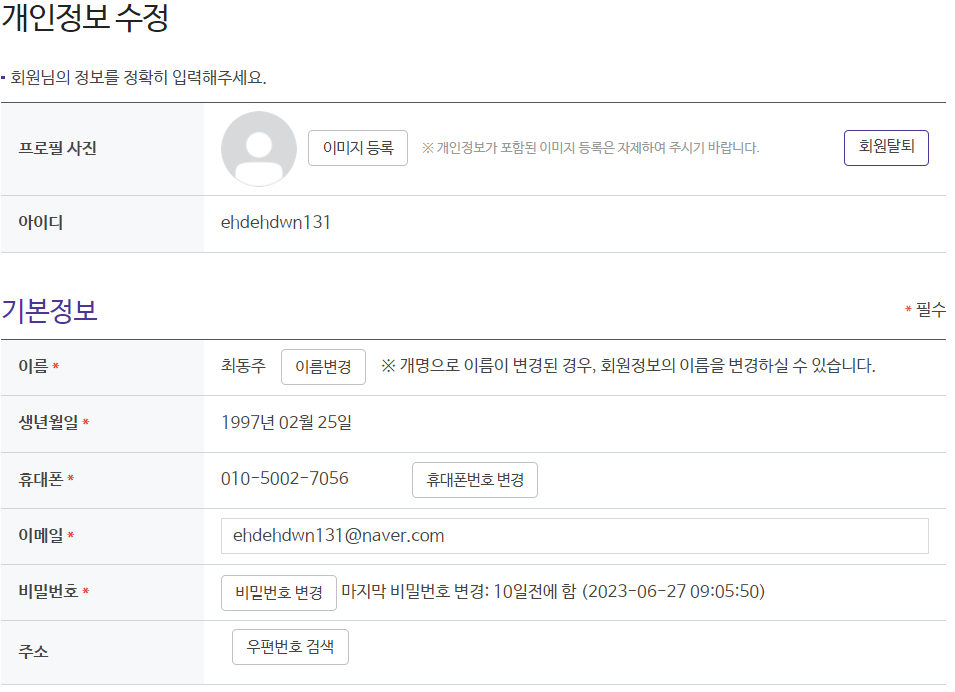 개인정보 수정
회원님의 정보를 정확히 입력해주세요.
프로필 사진 이미지 등록 ※ 개인정보가 포함된 이미지 등록은 자제하여 주시기 바랍니다. 회원탈퇴
아이디 ehdehdwn131
기본정보 * 필수
이름 * 최동주 이름변경 ※ 개명으로 이름이 변경된 경우, 회원정보의 이름을 변경하실 수 있습니다.
생년월일 * 1997년 02월 25일
휴대폰 * 010-5002-7056 휴대폰번호 변경
이메일 * ehdehdwn131@naver.com
비밀번호 * 비밀번호 변경 마지막 비밀번호 변경: 10일전에 함 (2023-06-27 09:05:50)
주소 우편번호 검색